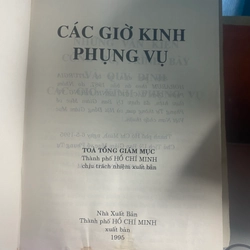 CÁC GIỜ KINH
PHỤNG VỤ
TÒA TỔNG GIÁM MỤC
Thành phố HỒ CHÍ MINH
chịu trách nhiệm xuất bản
Nhà Xuất Bản
Thành phố HỒ CHÍ MINH
xuất bản
1995